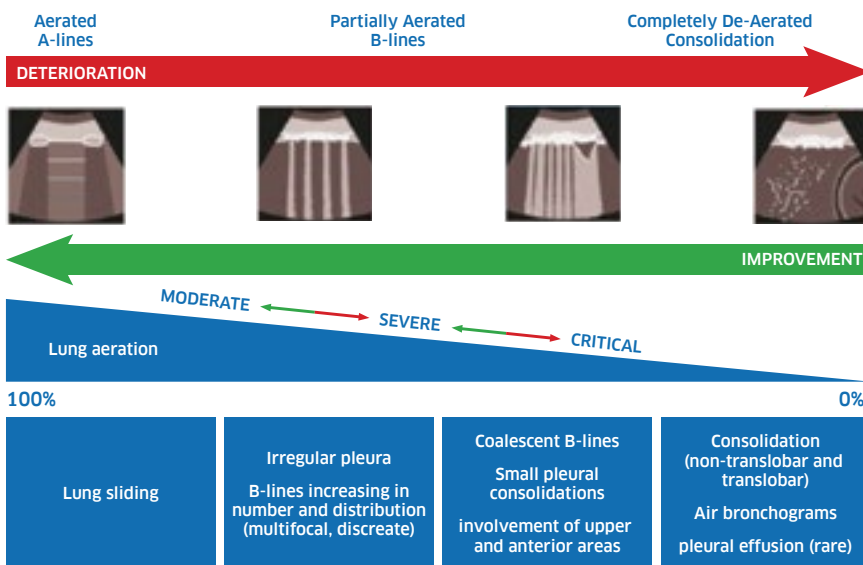 Aerated
A-lines
Partially Aerated
B-lines
Completely De-Aerated
Consolidation
DETERIORATION
IMPROVEMENT
MODERATE
SEVERE
CRITICAL
Lung aeration
100%
0%
Lung sliding
Irregular pleura
B-lines increasing in
number and distribution
(multifocal, discreate)
Coalescent B-lines
Small pleural
consolidations
involvement of upper
and anterior areas
Consolidation
(non-translobar and
translobar)
Air bronchograms
pleural effusion (rare)